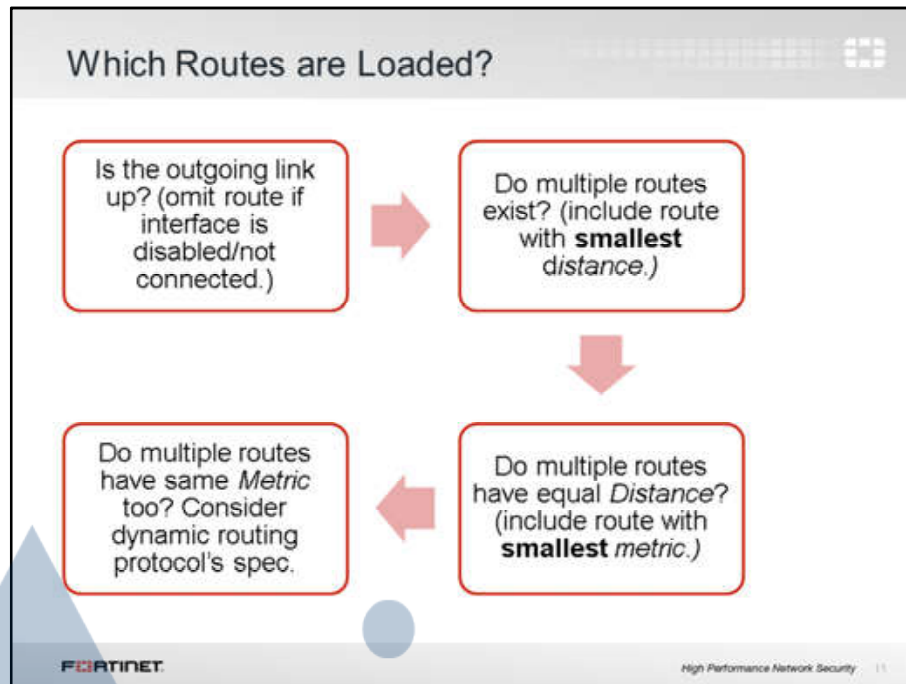 Which Routes are Loaded?
Is the outgoing link
up? (omit route if
interface is
disabled/not
connected.)
Do multiple routes
exist? (include route
with smallest
distance.)
Do multiple routes
have equal Distance?
(include route with
smallest metric.)
Do multiple routes
have same Metric
too? Consider
dynamic routing
protocol's spec.
FORTINET
High Performance Network Security